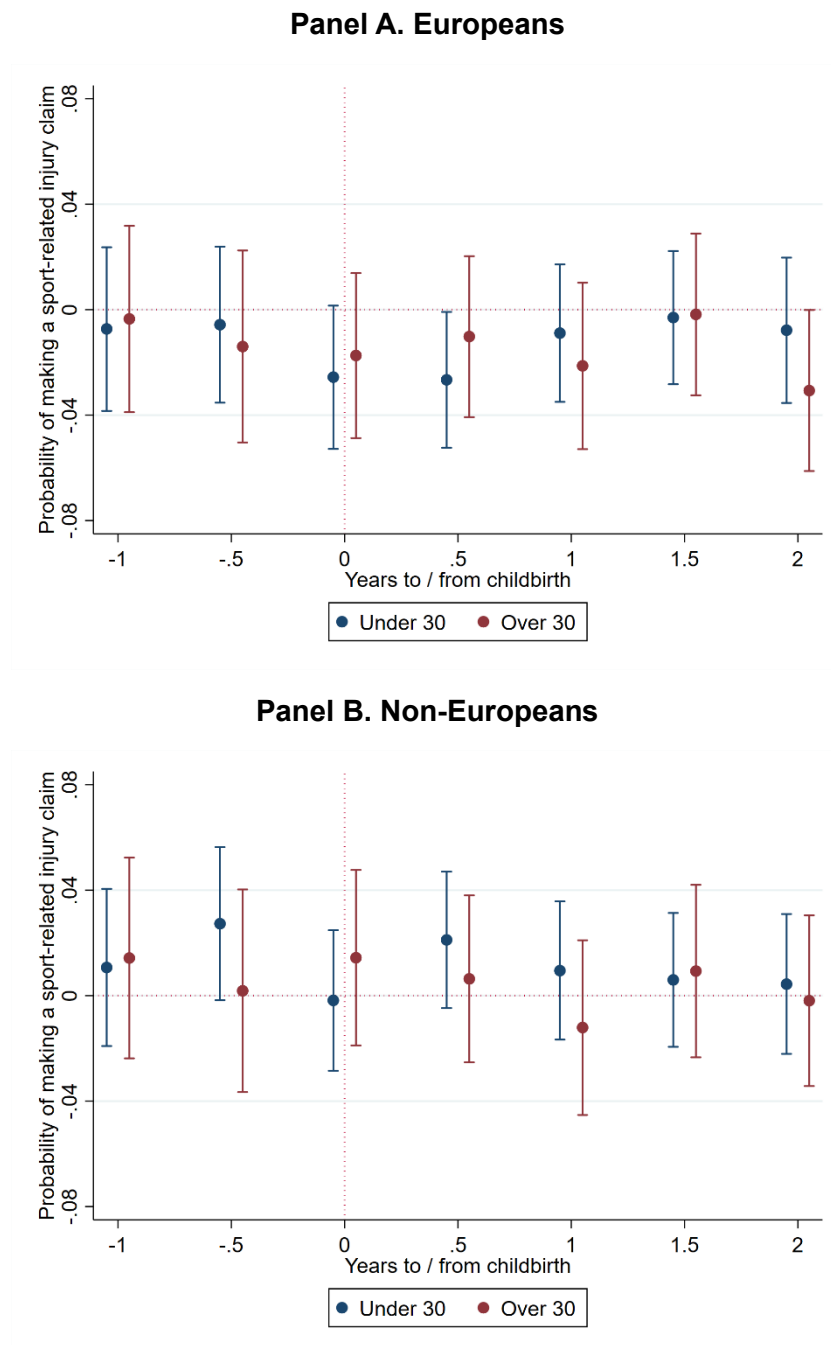 Panel A. Europeans
Probability of making a sport-related injury claim
.08
.04
0
-.04
-.08
-1 -.5 0 .5 1 1.5 2
Years to / from childbirth
Under 30 Over 30
Panel B. Non-Europeans
Probability of making a sport-related injury claim
.08
.04
0
-.04
-.08
-1 -.5 0 .5 1 1.5 2
Years to / from childbirth
Under 30 Over 30